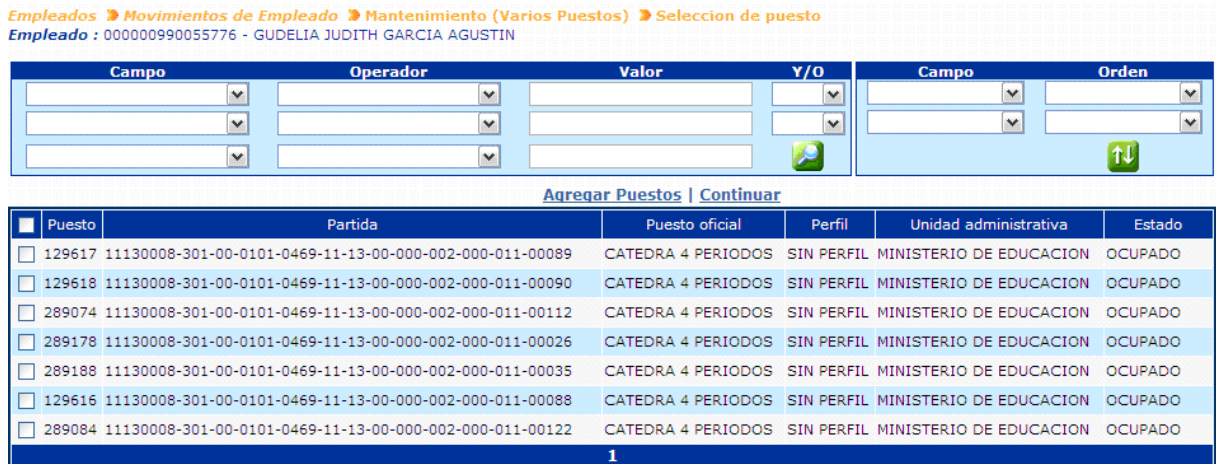 Empleados Movimientos de Empleado Mantenimiento (Varios Puestos) Seleccion de puesto
Empleado : 000000990055776 - GUDELIA JUDITH GARCIA AGUSTIN
Campo Operador Valor Y/O Campo Orden
Agregar Puestos | Continuar
Puesto Partida Puesto oficial Perfil Unidad administrativa Estado
129617 11130008-301-00-0101-0469-11-13-00-000-002-000-011-00089 CATEDRA 4 PERIODOS SIN PERFIL MINISTERIO DE EDUCACION OCUPADO
129618 11130008-301-00-0101-0469-11-13-00-000-002-000-011-00090 CATEDRA 4 PERIODOS SIN PERFIL MINISTERIO DE EDUCACION OCUPADO
289074 11130008-301-00-0101-0469-11-13-00-000-002-000-011-00112 CATEDRA 4 PERIODOS SIN PERFIL MINISTERIO DE EDUCACION OCUPADO
289178 11130008-301-00-0101-0469-11-13-00-000-002-000-011-00026 CATEDRA 4 PERIODOS SIN PERFIL MINISTERIO DE EDUCACION OCUPADO
289188 11130008-301-00-0101-0469-11-13-00-000-002-000-011-00035 CATEDRA 4 PERIODOS SIN PERFIL MINISTERIO DE EDUCACION OCUPADO
129616 11130008-301-00-0101-0469-11-13-00-000-002-000-011-00088 CATEDRA 4 PERIODOS SIN PERFIL MINISTERIO DE EDUCACION OCUPADO
289084 11130008-301-00-0101-0469-11-13-00-000-002-000-011-00122 CATEDRA 4 PERIODOS SIN PERFIL MINISTERIO DE EDUCACION OCUPADO
1